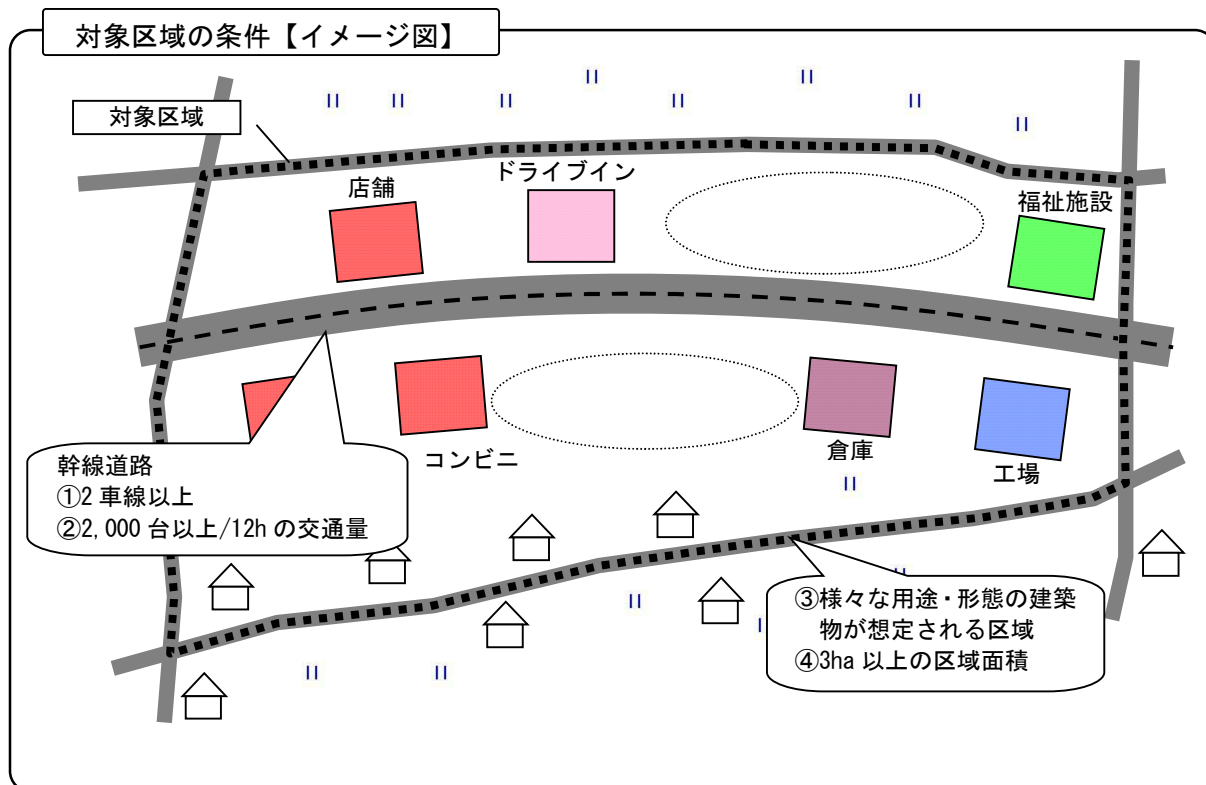 対象区域の条件【イメージ図】
対象区域
店舗
ドライブイン
福祉施設
コンビニ
倉庫
工場
幹線道路
①2 車線以上
②2,000 台以上/12h の交通量
③様々な用途・形態の建築
物が想定される区域
④3ha 以上の区域面積